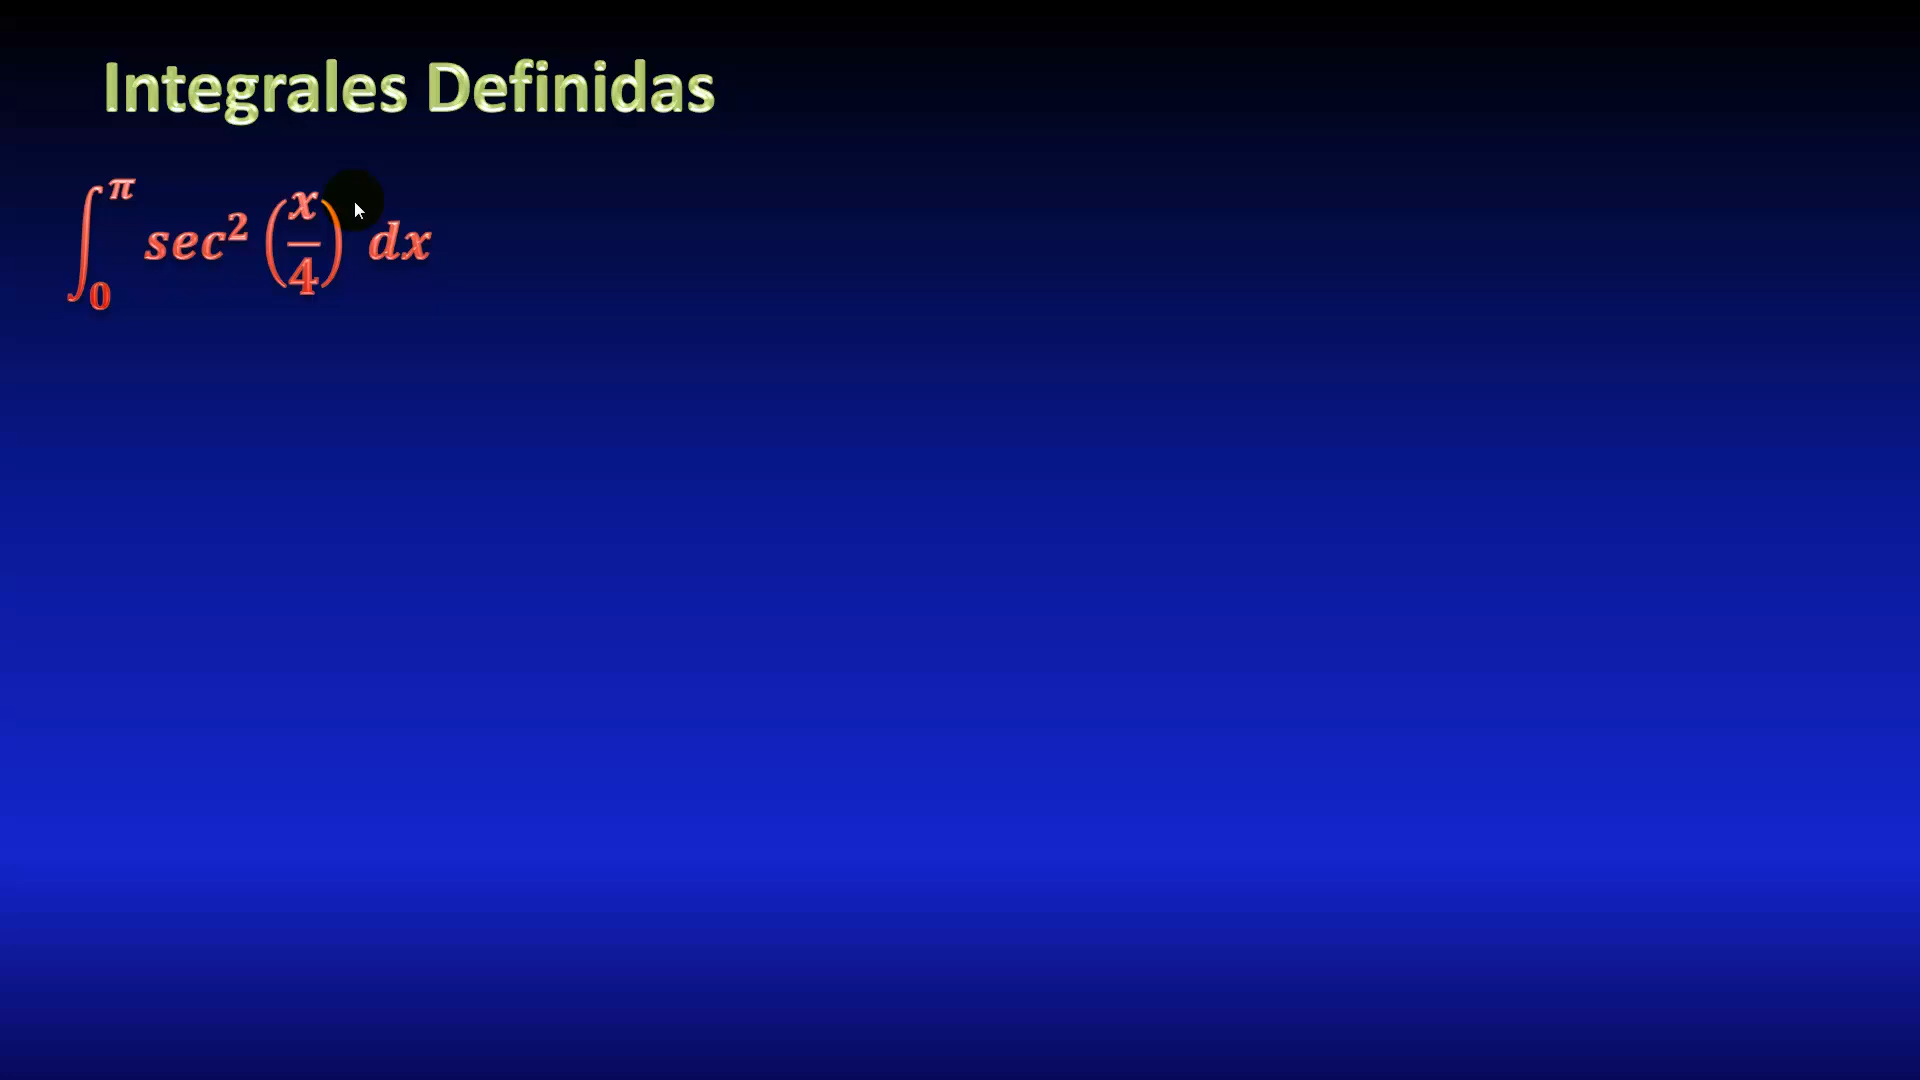 Integrales Definidas
∫₀^π sec² (x/4) dx